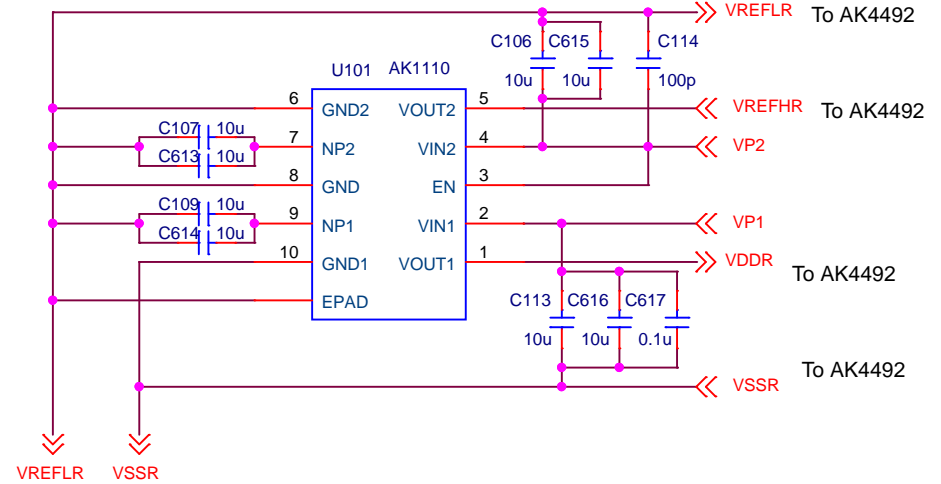 VREFLR To AK4492
C106 C615 C114
10u 10u 100p
U101 AK1110
6 GND2 VOUT2 5 VREFHR To AK4492
C107 10u
7 NP2 VIN2 4 VP2
C613 10u
8 GND EN 3
C109 10u
9 NP1 VIN1 2 VP1
C614 10u
10 GND1 VOUT1 1 VDDR To AK4492
EPAD
C113 C616 C617
10u 10u 0.1u
VSSR To AK4492
VREFLR VSSR